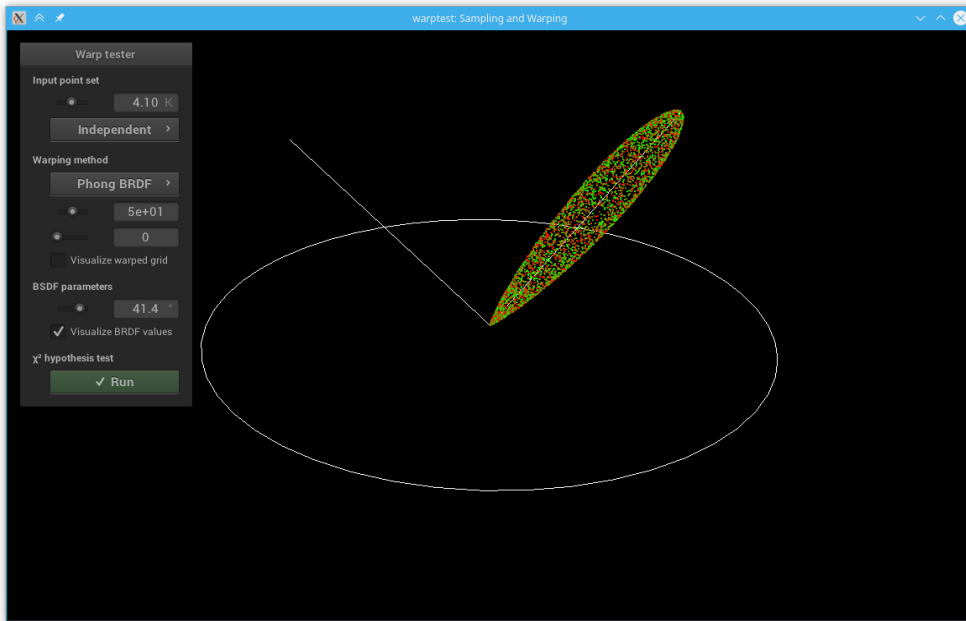 warptest: Sampling and Warping
Warp tester
Input point set
4.10 K
Independent
Warping method
Phong BRDF
5e+01
0
Visualize warped grid
BSDF parameters
41.4 °
Visualize BRDF values
χ² hypothesis test
Run